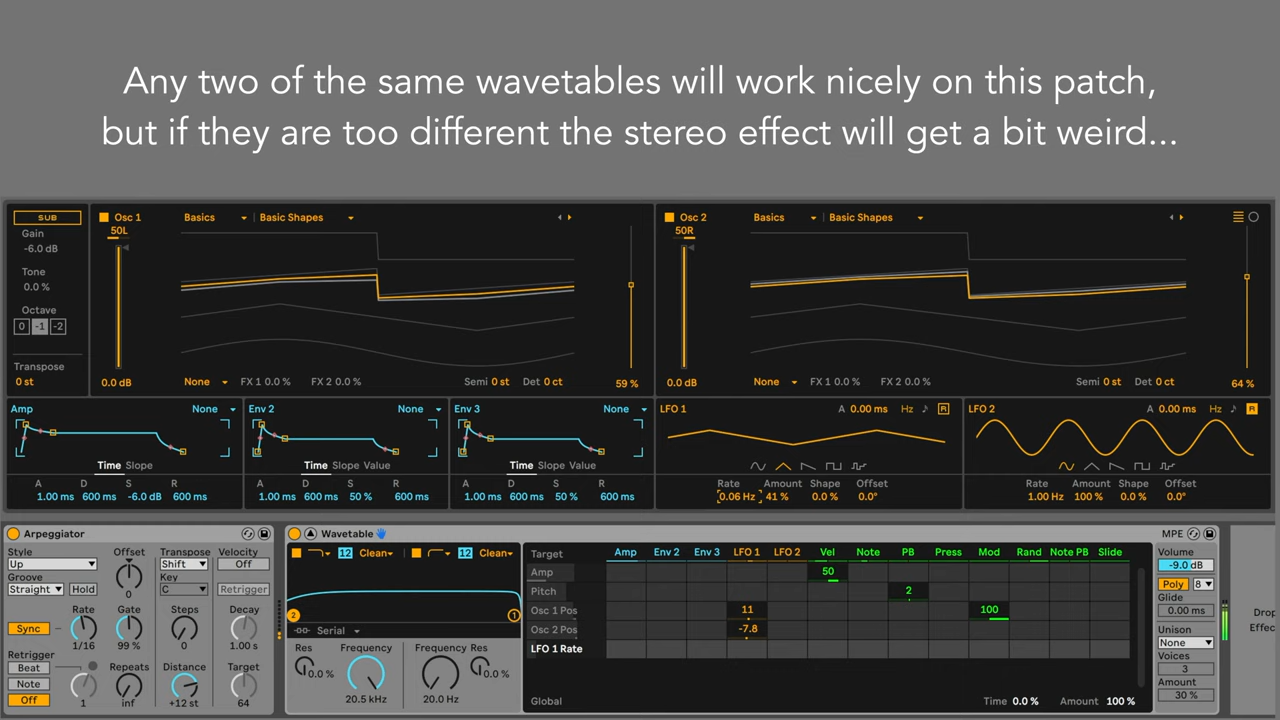 Any two of the same wavetables will work nicely on this patch,
but if they are too different the stereo effect will get a bit weird...
SUB
Gain
-6.0 dB
Tone
0.0 %
Octave
0 -1 -2
Transpose
0 st
Osc 1 Basics Basic Shapes
50L
0.0 dB None FX 1 0.0 % FX 2 0.0 % Semi 0 st Det 0 ct 59 %
Osc 2 Basics Basic Shapes
50R
0.0 dB None FX 1 0.0 % FX 2 0.0 % Semi 0 st Det 0 ct 64 %
Amp None
Time Slope
A D S R
1.00 ms 600 ms -6.0 dB 600 ms
Env 2 None
Time Slope Value
A D S R
1.00 ms 600 ms 50 % 600 ms
Env 3 None
Time Slope Value
A D S R
1.00 ms 600 ms 50 % 600 ms
LFO 1 A 0.00 ms Hz R
Rate Amount Shape Offset
0.06 Hz 41 % 0.0 % 0.0°
LFO 2 A 0.00 ms Hz R
Rate Amount Shape Offset
1.00 Hz 100 % 0.0 % 0.0°
Arpeggiator
Style
Up
Groove
Straight Hold
Offset
0
Transpose
Shift
Key
C
Velocity
Off
Retrigger
Sync
Rate
1/16
Gate
99 %
Steps
0
Decay
1.00 s
Retrigger
Beat
Note
Off
1
Repeats
inf
Distance
+12 st
Target
64
Wavetable MPE
12 Clean 12 Clean
2 1
Serial
Res Frequency Frequency Res
0.0 % 0.0 %
20.5 kHz 20.0 Hz
Target Amp Env 2 Env 3 LFO 1 LFO 2 Vel Note PB Press Mod Rand Note PB Slide
Amp 50
Pitch 2
Osc 1 Pos 11 100
Osc 2 Pos -7.8
LFO 1 Rate
Global Time 0.0 % Amount 100 %
Volume
-9.0 dB
Poly 8
Glide
0.00 ms
Unison
None
Voices
3
Amount
30 %